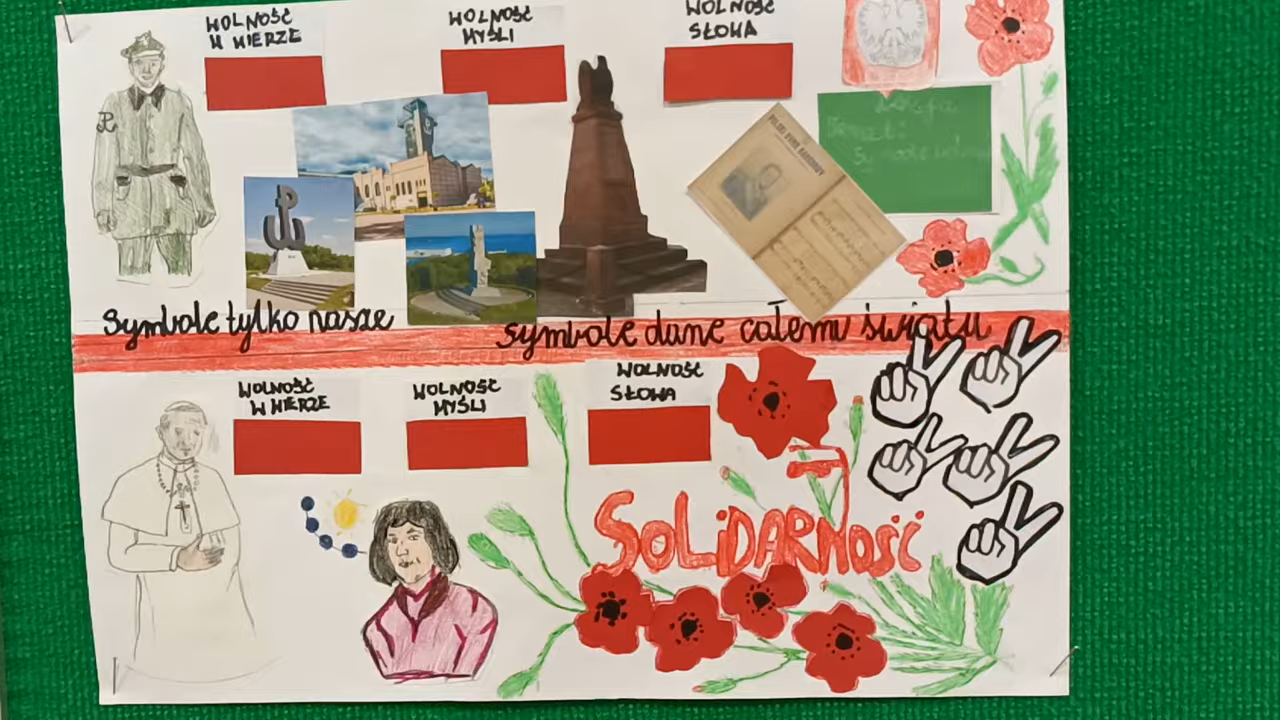 WOLNOŚĆ
W WIERZE
WOLNOŚĆ
MYŚLI
WOLNOŚĆ
SŁOWA
POLSKI
Symbole tylko nasze
symbole dane całemu światu
WOLNOŚĆ
W WIERZE
WOLNOŚĆ
MYŚLI
WOLNOŚĆ
SŁOWA
SOLiDARNOŚĆ